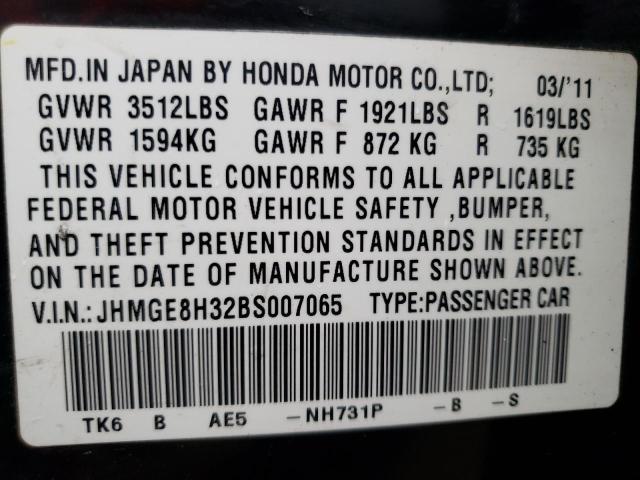 MFD.IN JAPAN BY HONDA MOTOR CO.,LTD; 03/'11
GVWR 3512LBS GAWR F 1921LBS R 1619LBS
GVWR 1594KG GAWR F 872 KG R 735 KG
THIS VEHICLE CONFORMS TO ALL APPLICABLE
FEDERAL MOTOR VEHICLE SAFETY ,BUMPER,
AND THEFT PREVENTION STANDARDS IN EFFECT
ON THE DATE OF MANUFACTURE SHOWN ABOVE.
V.I.N.:JHMGE8H32BS007065 TYPE:PASSENGER CAR
TK6 B AE5 -NH731P -B -S